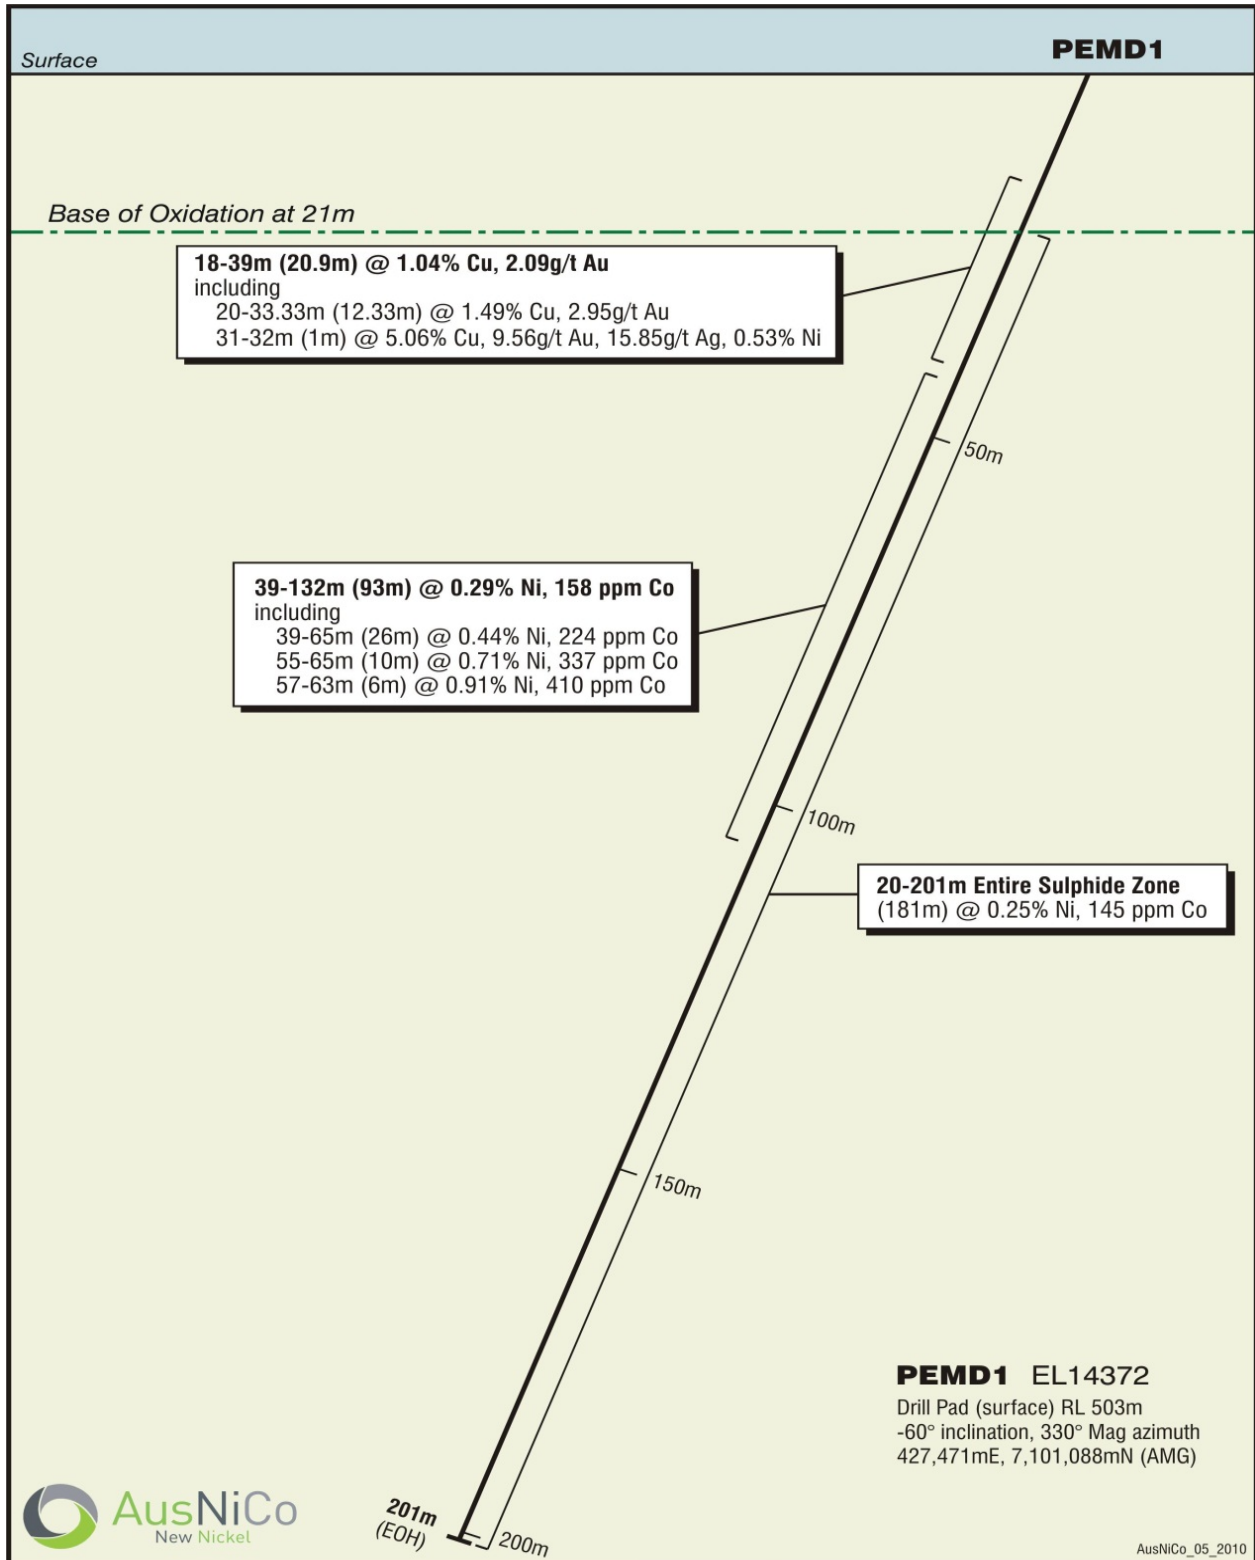 PEMD1
Surface
Base of Oxidation at 21m
18-39m (20.9m) @ 1.04% Cu, 2.09g/t Au
including
20-33.33m (12.33m) @ 1.49% Cu, 2.95g/t Au
31-32m (1m) @ 5.06% Cu, 9.56g/t Au, 15.85g/t Ag, 0.53% Ni
50m
39-132m (93m) @ 0.29% Ni, 158 ppm Co
including
39-65m (26m) @ 0.44% Ni, 224 ppm Co
55-65m (10m) @ 0.71% Ni, 337 ppm Co
57-63m (6m) @ 0.91% Ni, 410 ppm Co
100m
20-201m Entire Sulphide Zone
(181m) @ 0.25% Ni, 145 ppm Co
150m
PEMD1 EL14372
Drill Pad (surface) RL 503m
-60° inclination, 330° Mag azimuth
427,471mE, 7,101,088mN (AMG)
AusNiCo
New Nickel
201m
(EOH)
200m
AusNiCo_05_2010